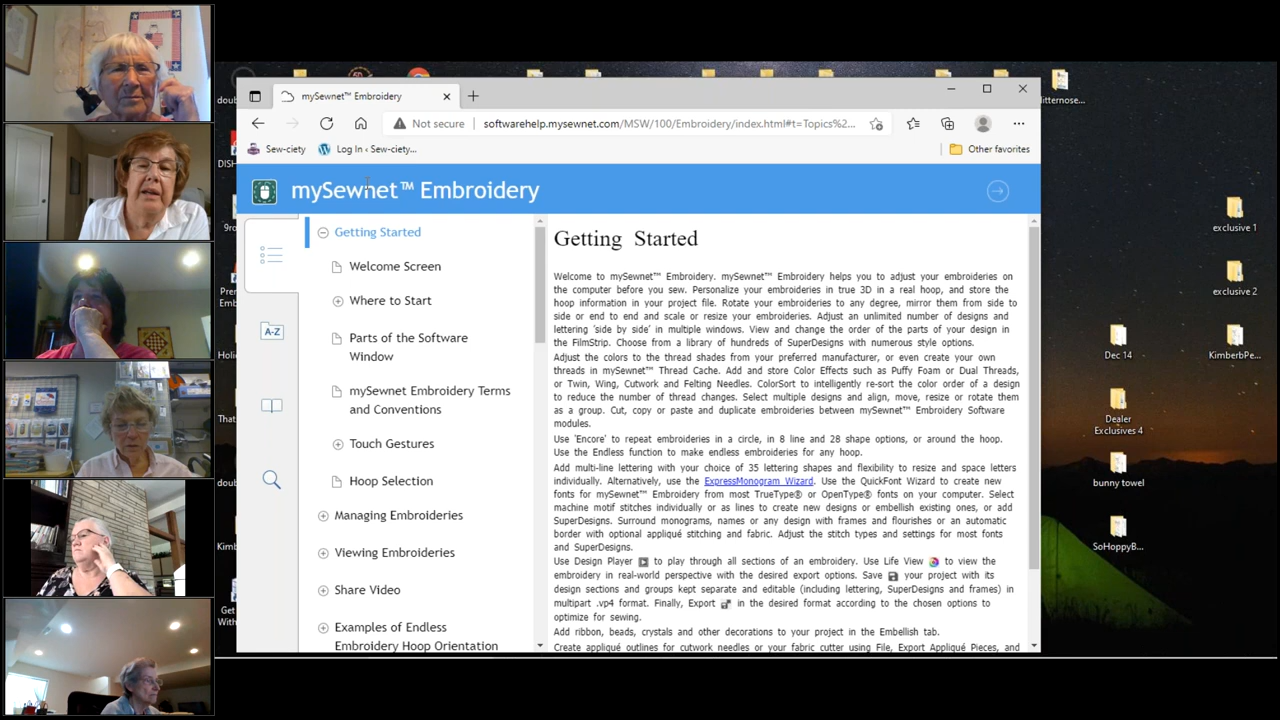 mySewnet™ Embroidery
Not secure
softwarehelp.mysewnet.com/MSW/100/Embroidery/index.html#t=Topics%2...
Sew-ciety
Log In ‹ Sew-ciety...
Other favorites
mySewnet™ Embroidery
A-Z
Getting Started
Welcome Screen
Where to Start
Parts of the Software
Window
mySewnet Embroidery Terms
and Conventions
Touch Gestures
Hoop Selection
Managing Embroideries
Viewing Embroideries
Share Video
Examples of Endless
Embroidery Hoop Orientation
Getting Started
Welcome to mySewnet™ Embroidery. mySewnet™ Embroidery helps you to adjust your embroideries on
the computer before you sew. Personalize your embroideries in true 3D in a real hoop, and store the
hoop information in your project file. Rotate your embroideries to any degree, mirror them from side to
side or end to end and scale or resize your embroideries. Adjust an unlimited number of designs and
lettering 'side by side' in multiple windows. View and change the order of the parts of your design in
the FilmStrip. Choose from a library of hundreds of SuperDesigns with numerous style options.
Adjust the colors to the thread shades from your preferred manufacturer, or even create your own
threads in mySewnet™ Thread Cache. Add and store Color Effects such as Puffy Foam or Dual Threads,
or Twin, Wing, Cutwork and Felting Needles. ColorSort to intelligently re-sort the color order of a design
to reduce the number of thread changes. Select multiple designs and align, move, resize or rotate them
as a group. Cut, copy or paste and duplicate embroideries between mySewnet™ Embroidery Software
modules.
Use 'Encore' to repeat embroideries in a circle, in 8 line and 28 shape options, or around the hoop.
Use the Endless function to make endless embroideries for any hoop.
Add multi-line lettering with your choice of 35 lettering shapes and flexibility to resize and space letters
individually. Alternatively, use the ExpressMonogram Wizard. Use the QuickFont Wizard to create new
fonts for mySewnet™ Embroidery from most TrueType® or OpenType® fonts on your computer. Select
machine motif stitches individually or as lines to create new designs or embellish existing ones, or add
SuperDesigns. Surround monograms, names or any design with frames and flourishes or an automatic
border with optional appliqué stitching and fabric. Adjust the stitch types and settings for most fonts
and SuperDesigns.
Use Design Player to play through all sections of an embroidery. Use Life View to view the
embroidery in real-world perspective with the desired export options. Save your project with its
design sections and groups kept separate and editable (including lettering, SuperDesigns and frames) in
multipart .vp4 format. Finally, Export in the desired format according to the chosen options to
optimize for sewing.
Add ribbon, beads, crystals and other decorations to your project in the Embellish tab.
Create appliqué outlines for cutwork needles or your fabric cutter using File, Export Appliqué Pieces, and
litternose...
exclusive 1
exclusive 2
Dec 14
KimberbPe...
Dealer
Exclusives 4
bunny towel
SoHoppyB...